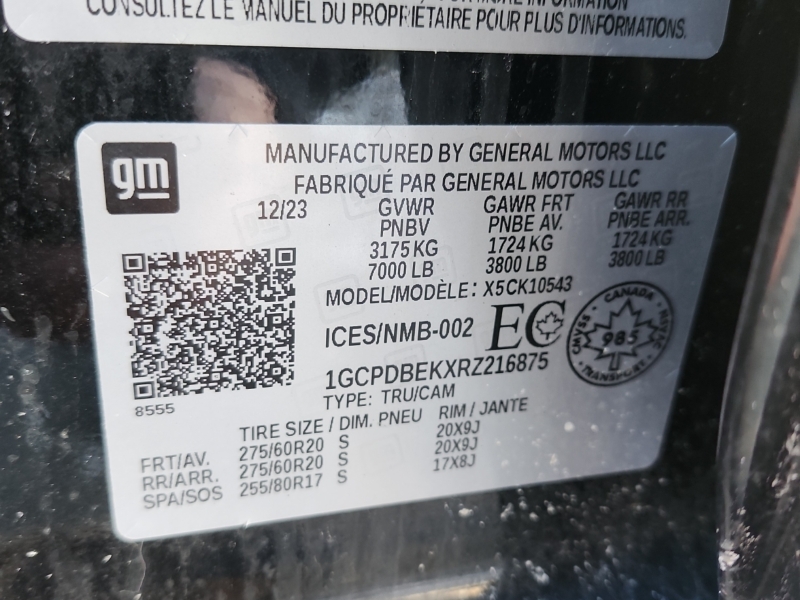 CONSULTEZ LE MANUEL DU PROPRIETAIRE POUR PLUS D'INFORMATIONS.
gm
MANUFACTURED BY GENERAL MOTORS LLC
FABRIQUÉ PAR GENERAL MOTORS LLC
12/23 GVWR GAWR FRT GAWR RR
PNBV PNBE AV. PNBE ARR.
3175 KG 1724 KG 1724 KG
7000 LB 3800 LB 3800 LB
MODEL/MODÈLE: X5CK10543
ICES/NMB-002 EC
CANADA
CMVSS 985 NSVAC
TRANSPORT
1GCPDBEKXRZ216875
TYPE: TRU/CAM
8555
TIRE SIZE / DIM. PNEU RIM / JANTE
FRT/AV. 275/60R20 S 20X9J
RR/ARR. 275/60R20 S 20X9J
SPA/SOS 255/80R17 S 17X8J